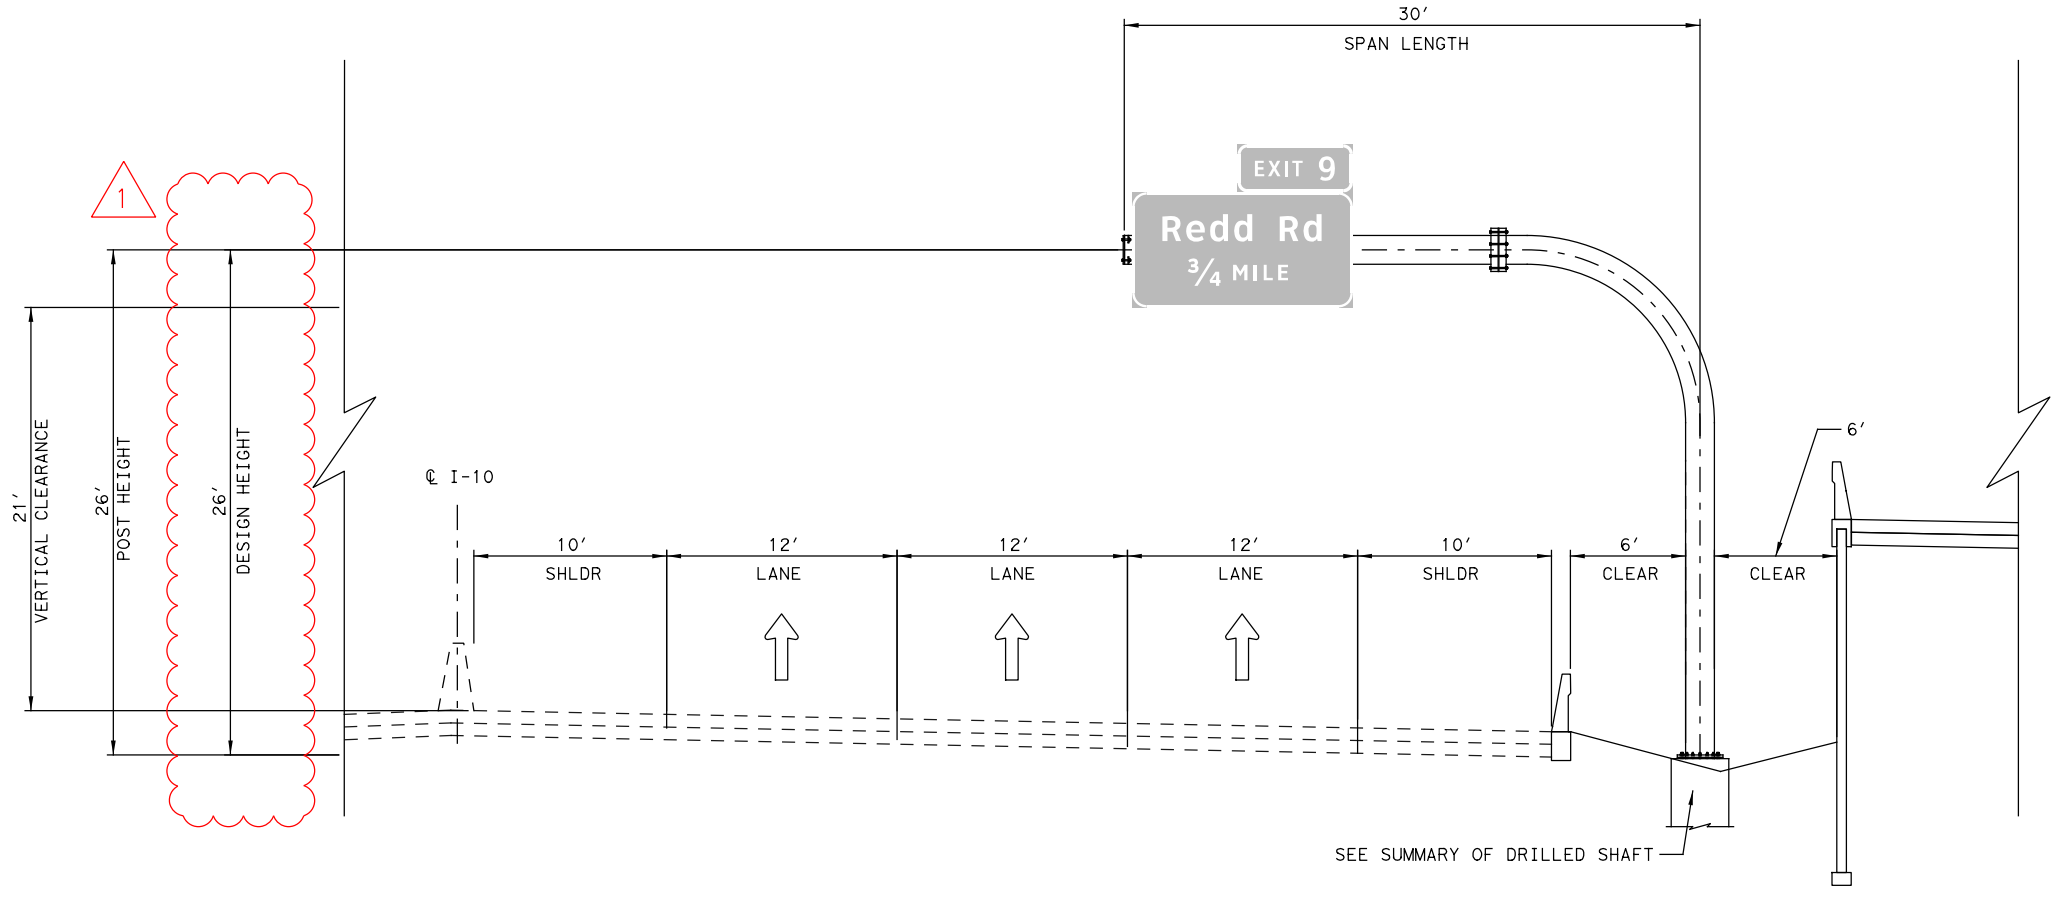 30′
SPAN LENGTH
EXIT 9
1
Redd Rd
3/4 MILE
21′
VERTICAL CLEARANCE
26′
POST HEIGHT
26′
DESIGN HEIGHT
℄ I-10
6′
10′
SHLDR
12′
LANE
12′
LANE
12′
LANE
10′
SHLDR
6′
CLEAR
CLEAR
SEE SUMMARY OF DRILLED SHAFT